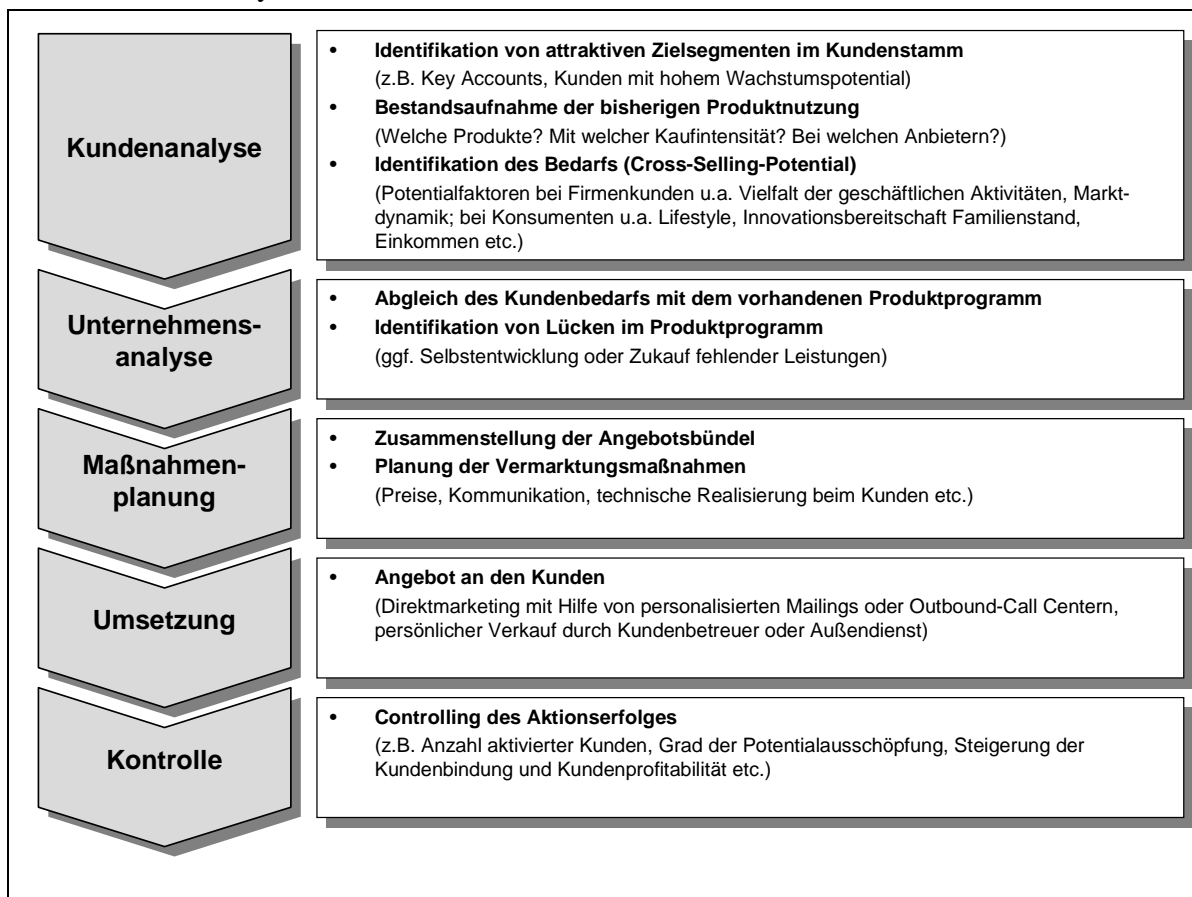 Kundenanalyse
• Identifikation von attraktiven Zielsegmenten im Kundenstamm
(z.B. Key Accounts, Kunden mit hohem Wachstumspotential)
• Bestandsaufnahme der bisherigen Produktnutzung
(Welche Produkte? Mit welcher Kaufintensität? Bei welchen Anbietern?)
• Identifikation des Bedarfs (Cross-Selling-Potential)
(Potentialfaktoren bei Firmenkunden u.a. Vielfalt der geschäftlichen Aktivitäten, Markt-
dynamik; bei Konsumenten u.a. Lifestyle, Innovationsbereitschaft Familienstand,
Einkommen etc.)
Unternehmens-
analyse
• Abgleich des Kundenbedarfs mit dem vorhandenen Produktprogramm
• Identifikation von Lücken im Produktprogramm
(ggf. Selbstentwicklung oder Zukauf fehlender Leistungen)
Maßnahmen-
planung
• Zusammenstellung der Angebotsbündel
• Planung der Vermarktungsmaßnahmen
(Preise, Kommunikation, technische Realisierung beim Kunden etc.)
Umsetzung
• Angebot an den Kunden
(Direktmarketing mit Hilfe von personalisierten Mailings oder Outbound-Call Centern,
persönlicher Verkauf durch Kundenbetreuer oder Außendienst)
Kontrolle
• Controlling des Aktionserfolges
(z.B. Anzahl aktivierter Kunden, Grad der Potentialausschöpfung, Steigerung der
Kundenbindung und Kundenprofitabilität etc.)